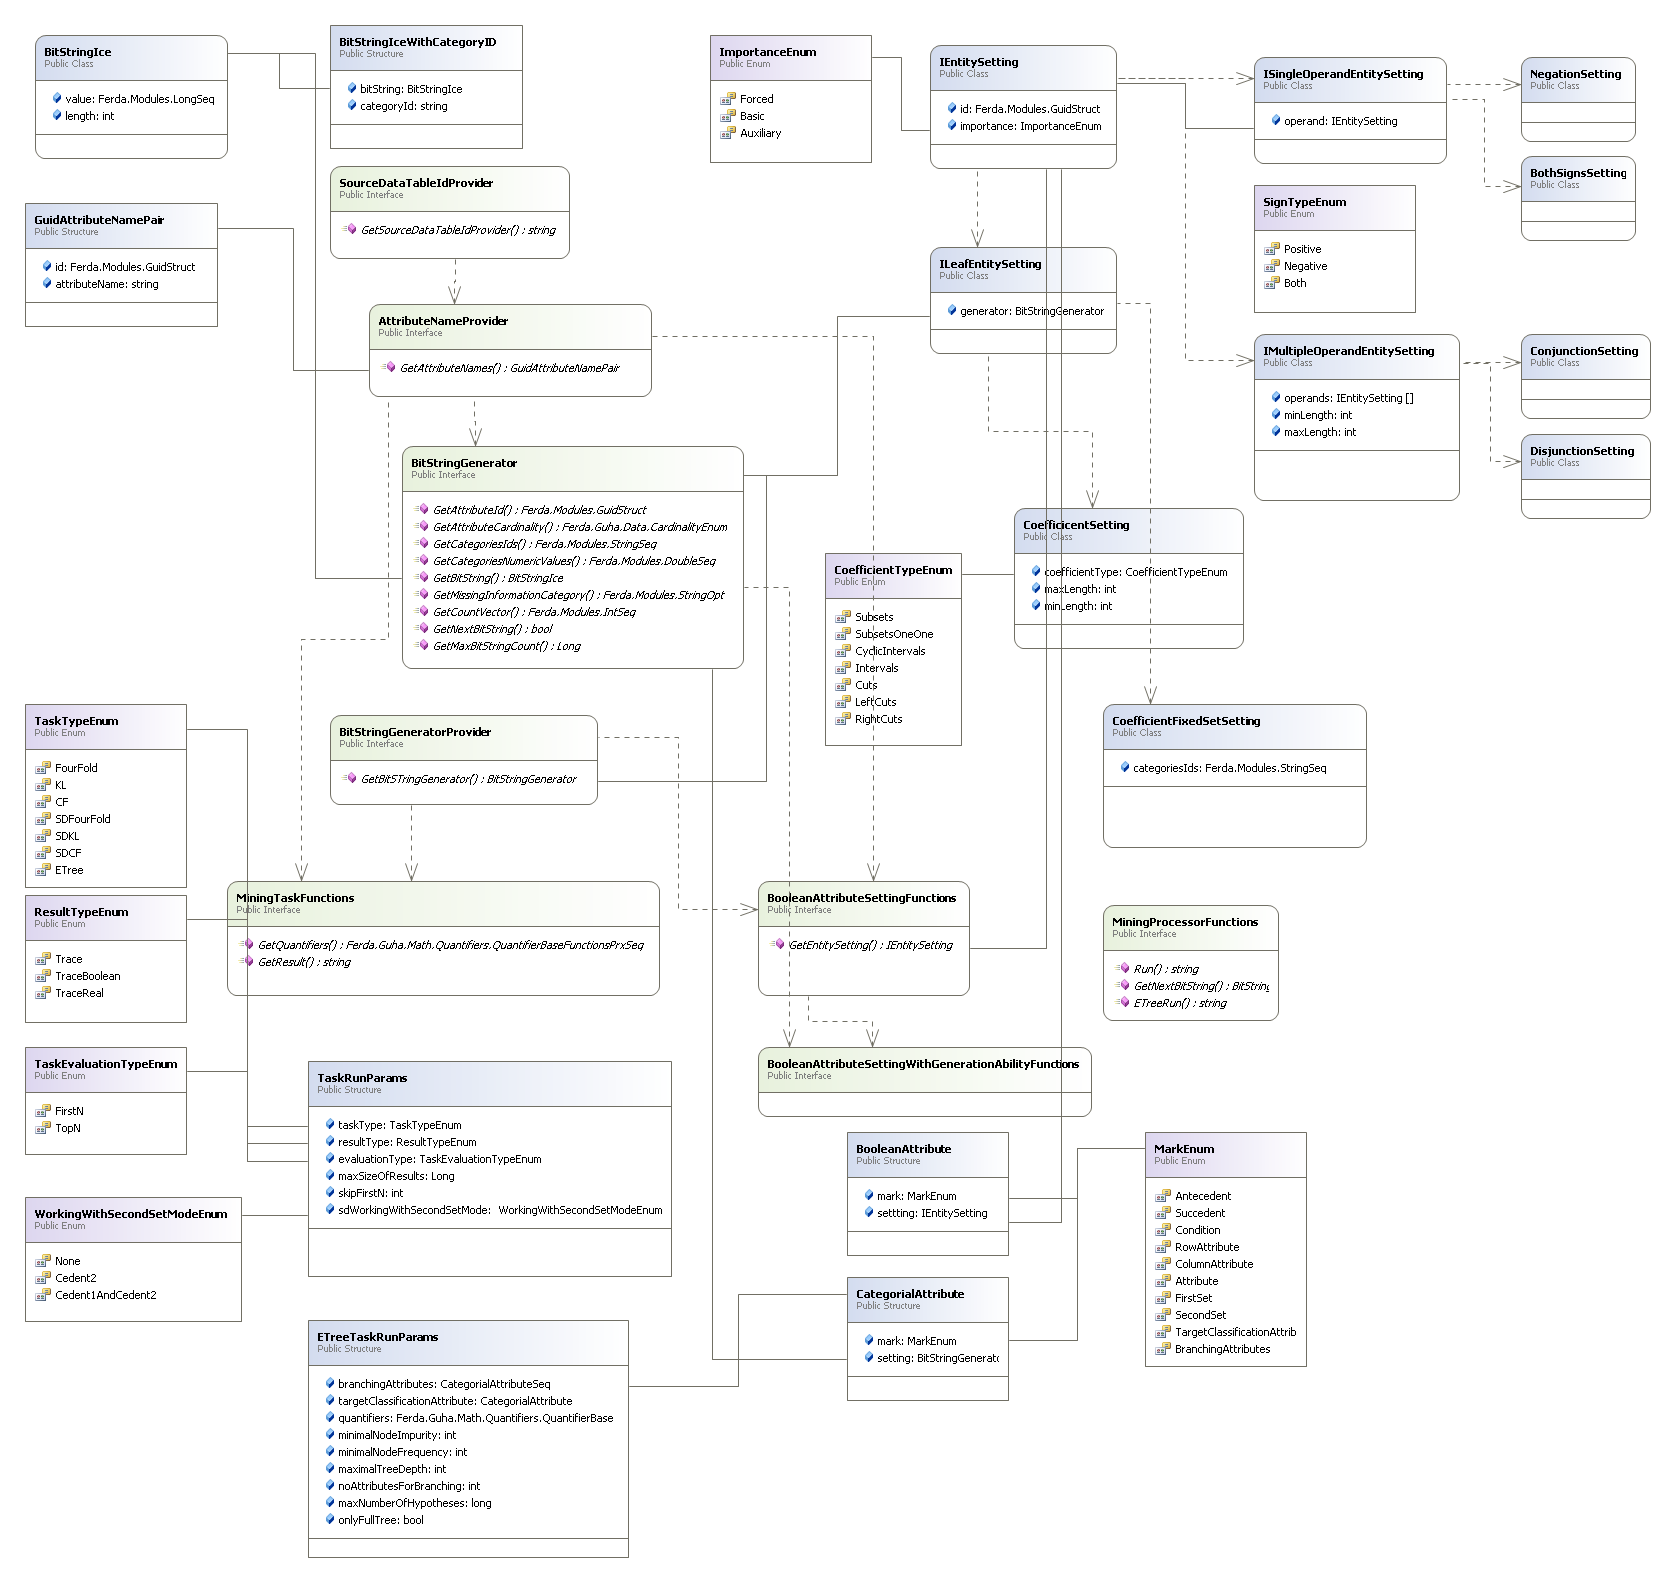 BitStringIce
Public Class
value: Ferda.Modules.LongSeq
length: int
BitStringIceWithCategoryID
Public Structure
bitString: BitStringIce
categoryId: string
ImportanceEnum
Public Enum
Forced
Basic
Auxiliary
IEntitySetting
Public Class
id: Ferda.Modules.GuidStruct
importance: ImportanceEnum
ISingleOperandEntitySetting
Public Class
operand: IEntitySetting
NegationSetting
Public Class
BothSignsSetting
Public Class
SourceDataTableIdProvider
Public Interface
GetSourceDataTableIdProvider() : string
GuidAttributeNamePair
Public Structure
id: Ferda.Modules.GuidStruct
attributeName: string
SignTypeEnum
Public Enum
Positive
Negative
Both
ILeafEntitySetting
Public Class
generator: BitStringGenerator
AttributeNameProvider
Public Interface
GetAttributeNames() : GuidAttributeNamePair
IMultipleOperandEntitySetting
Public Class
operands: IEntitySetting []
minLength: int
maxLength: int
ConjunctionSetting
Public Class
DisjunctionSetting
Public Class
BitStringGenerator
Public Interface
GetAttributeId() : Ferda.Modules.GuidStruct
GetAttributeCardinality() : Ferda.Guha.Data.CardinalityEnum
GetCategoriesIds() : Ferda.Modules.StringSeq
GetCategoriesNumericValues() : Ferda.Modules.DoubleSeq
GetBitString() : BitStringIce
GetMissingInformationCategory() : Ferda.Modules.StringOpt
GetCountVector() : Ferda.Modules.IntSeq
GetNextBitString() : bool
GetMaxBitStringCount() : Long
CoefficicentSetting
Public Class
coefficientType: CoefficientTypeEnum
maxLength: int
minLength: int
CoefficientTypeEnum
Public Enum
Subsets
SubsetsOneOne
CyclicIntervals
Intervals
Cuts
LeftCuts
RightCuts
TaskTypeEnum
Public Enum
FourFold
KL
CF
SDFourFold
SDKL
SDCF
ETree
BitStringGeneratorProvider
Public Interface
GetBitSTringGenerator() : BitStringGenerator
CoefficientFixedSetSetting
Public Class
categoriesIds: Ferda.Modules.StringSeq
ResultTypeEnum
Public Enum
Trace
TraceBoolean
TraceReal
MiningTaskFunctions
Public Interface
GetQuantifiers() : Ferda.Guha.Math.Quantifiers.QuantifierBaseFunctionsPrxSeq
GetResult() : string
BooleanAttributeSettingFunctions
Public Interface
GetEntitySetting() : IEntitySetting
MiningProcessorFunctions
Public Interface
Run() : string
GetNextBitString() : BitString
ETreeRun() : string
TaskEvaluationTypeEnum
Public Enum
FirstN
TopN
TaskRunParams
Public Structure
taskType: TaskTypeEnum
resultType: ResultTypeEnum
evaluationType: TaskEvaluationTypeEnum
maxSizeOfResults: Long
skipFirstN: int
sdWorkingWithSecondSetMode: WorkingWithSecondSetModeEnum
BooleanAttributeSettingWithGenerationAbilityFunctions
Public Interface
BooleanAttribute
Public Structure
mark: MarkEnum
settting: IEntitySetting
MarkEnum
Public Enum
Antecedent
Succedent
Condition
RowAttribute
ColumnAttribute
Attribute
FirstSet
SecondSet
TargetClassificationAttrib
BranchingAttributes
WorkingWithSecondSetModeEnum
Public Enum
None
Cedent2
Cedent1AndCedent2
CategorialAttribute
Public Structure
mark: MarkEnum
setting: BitStringGenerato
ETreeTaskRunParams
Public Structure
branchingAttributes: CategorialAttributeSeq
targetClassificationAttribute: CategorialAttribute
quantifiers: Ferda.Guha.Math.Quantifiers.QuantifierBase
minimalNodeImpurity: int
minimalNodeFrequency: int
maximalTreeDepth: int
noAttributesForBranching: int
maxNumberOfHypotheses: long
onlyFullTree: bool